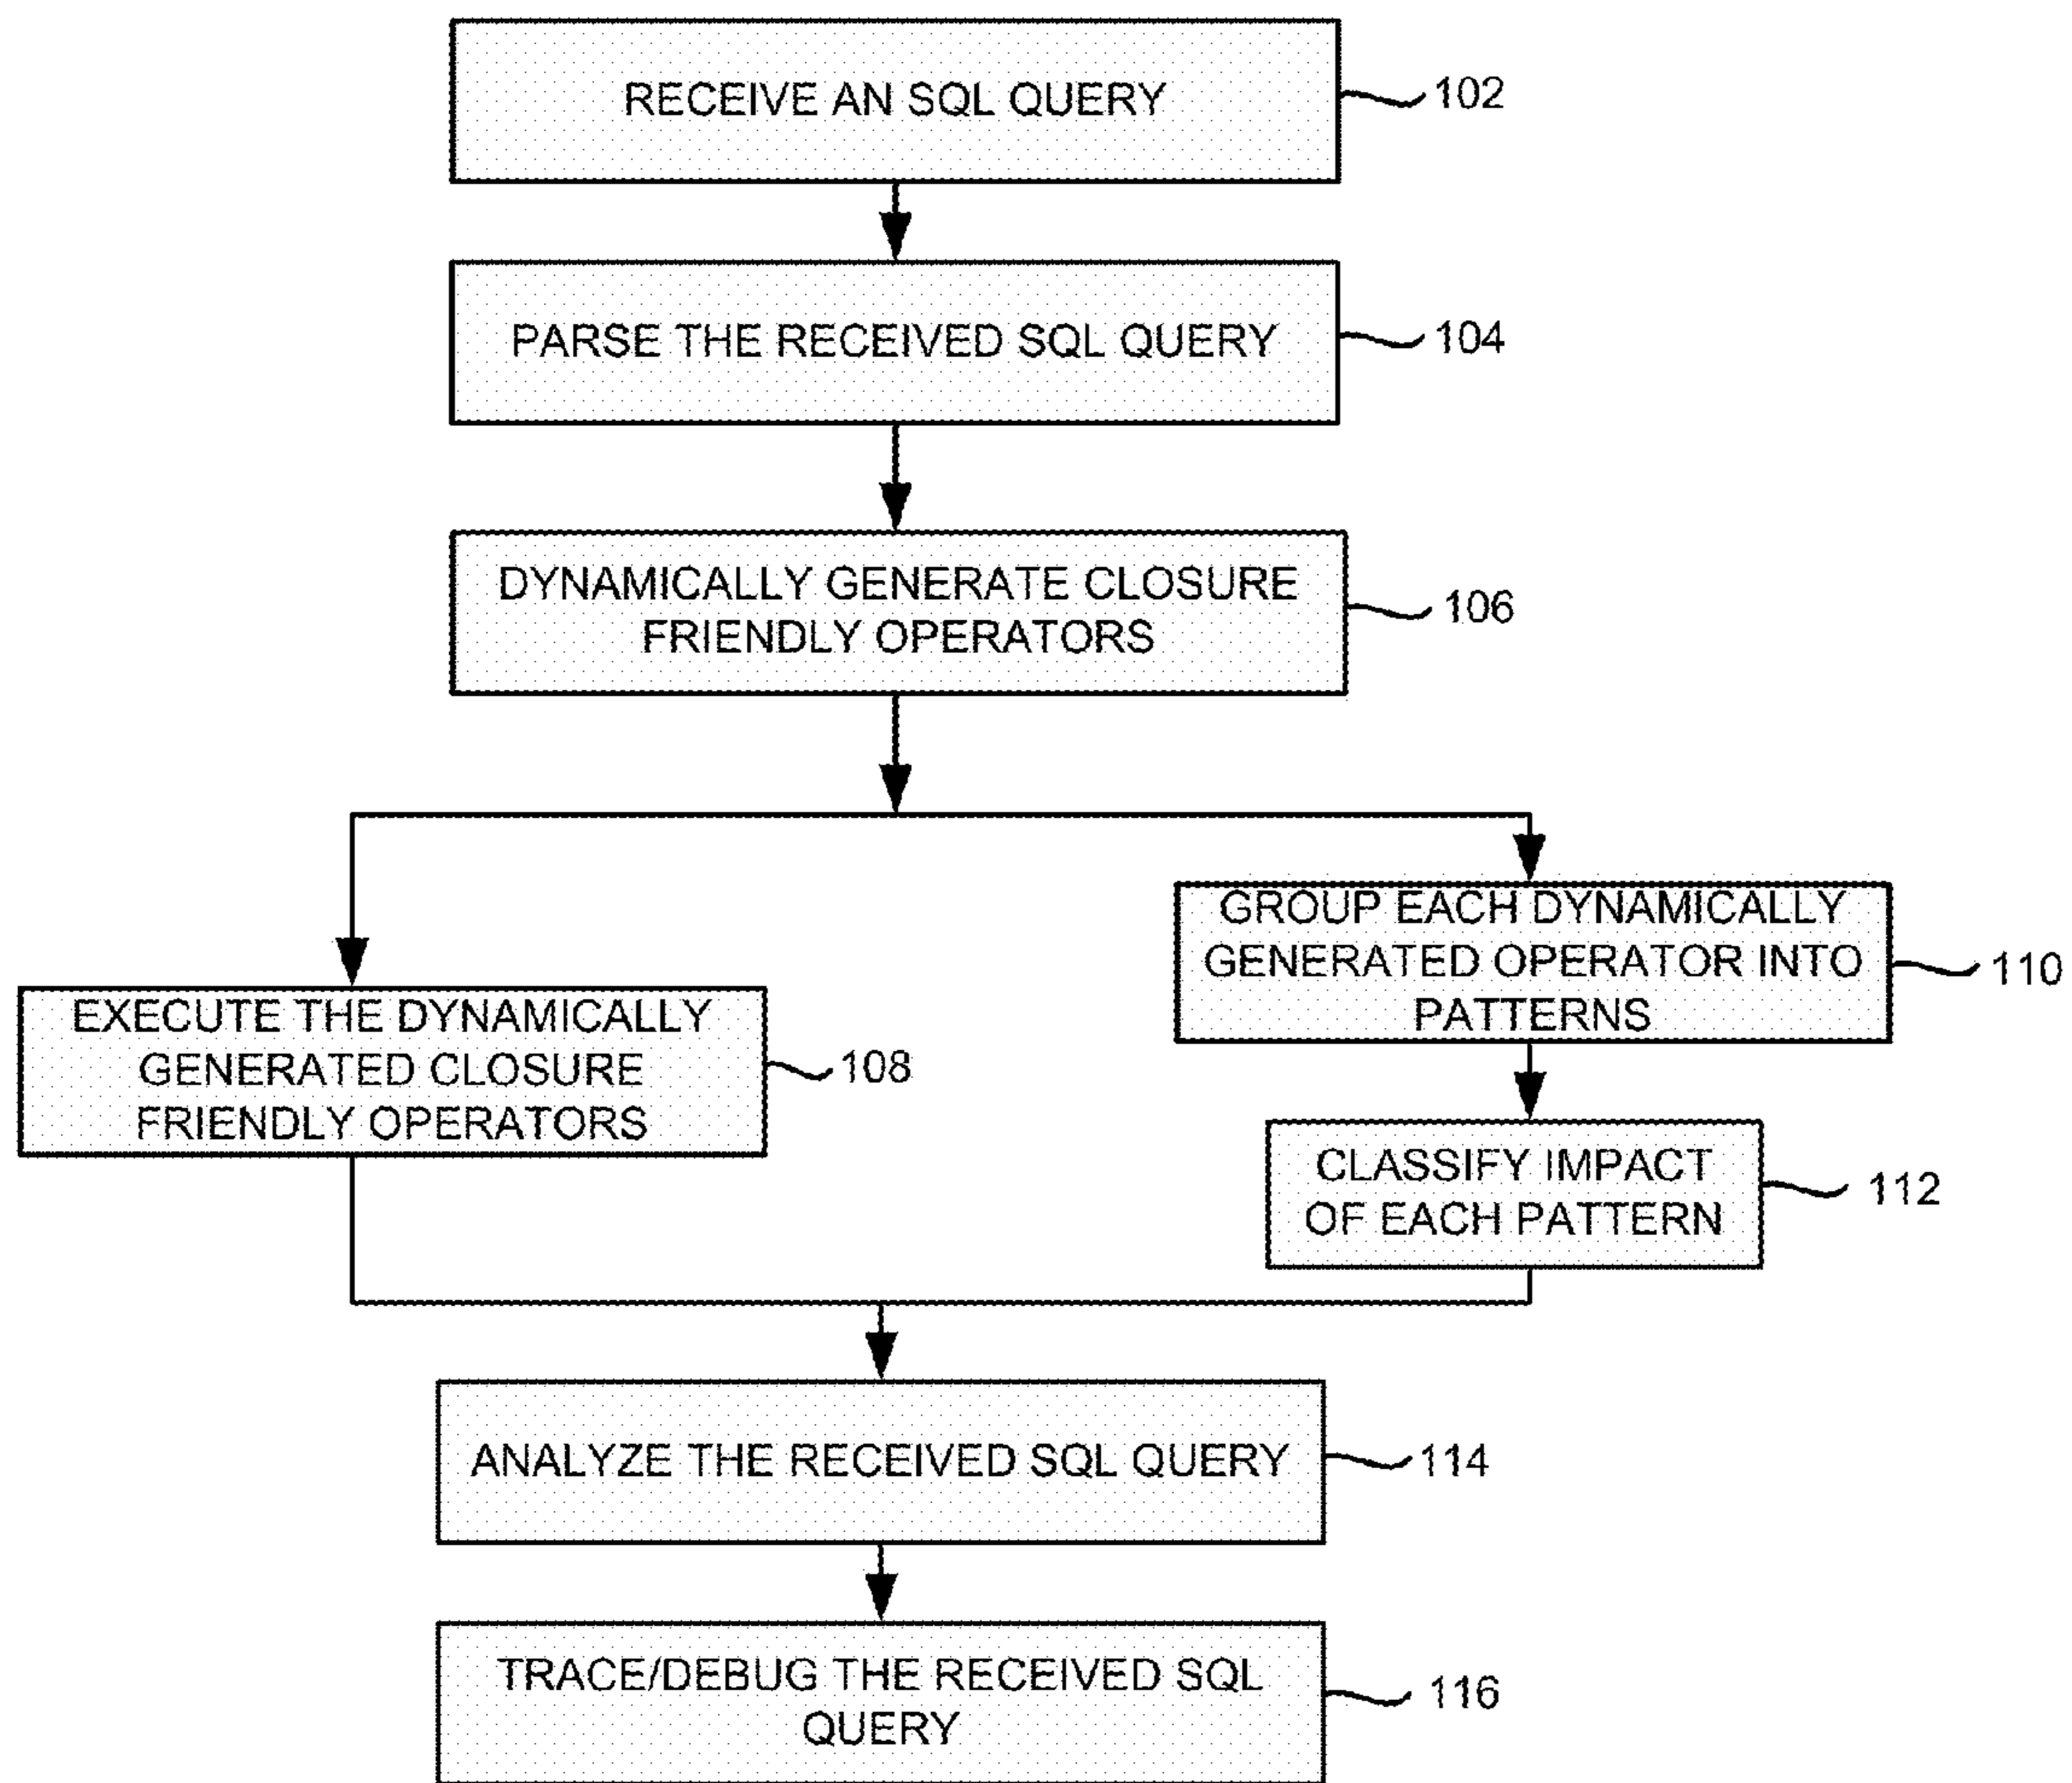 RECEIVE AN SQL QUERY
102
PARSE THE RECEIVED SQL QUERY
104
DYNAMICALLY GENERATE CLOSURE
FRIENDLY OPERATORS
106
GROUP EACH DYNAMICALLY
GENERATED OPERATOR INTO
PATTERNS
110
EXECUTE THE DYNAMICALLY
GENERATED CLOSURE
FRIENDLY OPERATORS
108
CLASSIFY IMPACT
OF EACH PATTERN
112
ANALYZE THE RECEIVED SQL QUERY
114
TRACE/DEBUG THE RECEIVED SQL
QUERY
116